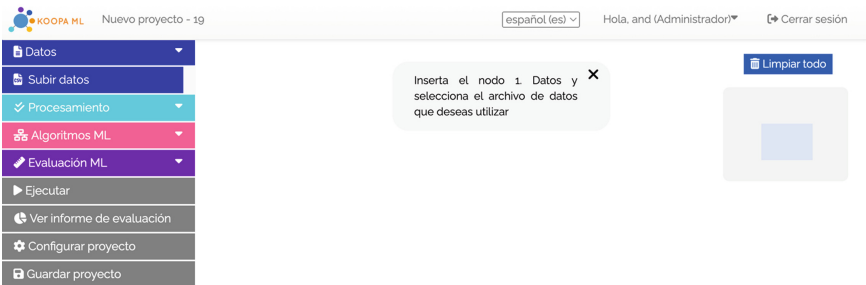 KOOPA ML
Nuevo proyecto - 19
español (es)
Hola, and (Administrador)
Cerrar sesión
Datos
CSV Subir datos
Procesamiento
Algoritmos ML
Evaluación ML
Ejecutar
Ver informe de evaluación
Configurar proyecto
Guardar proyecto
Inserta el nodo 1. Datos y
selecciona el archivo de datos
que deseas utilizar
Limpiar todo